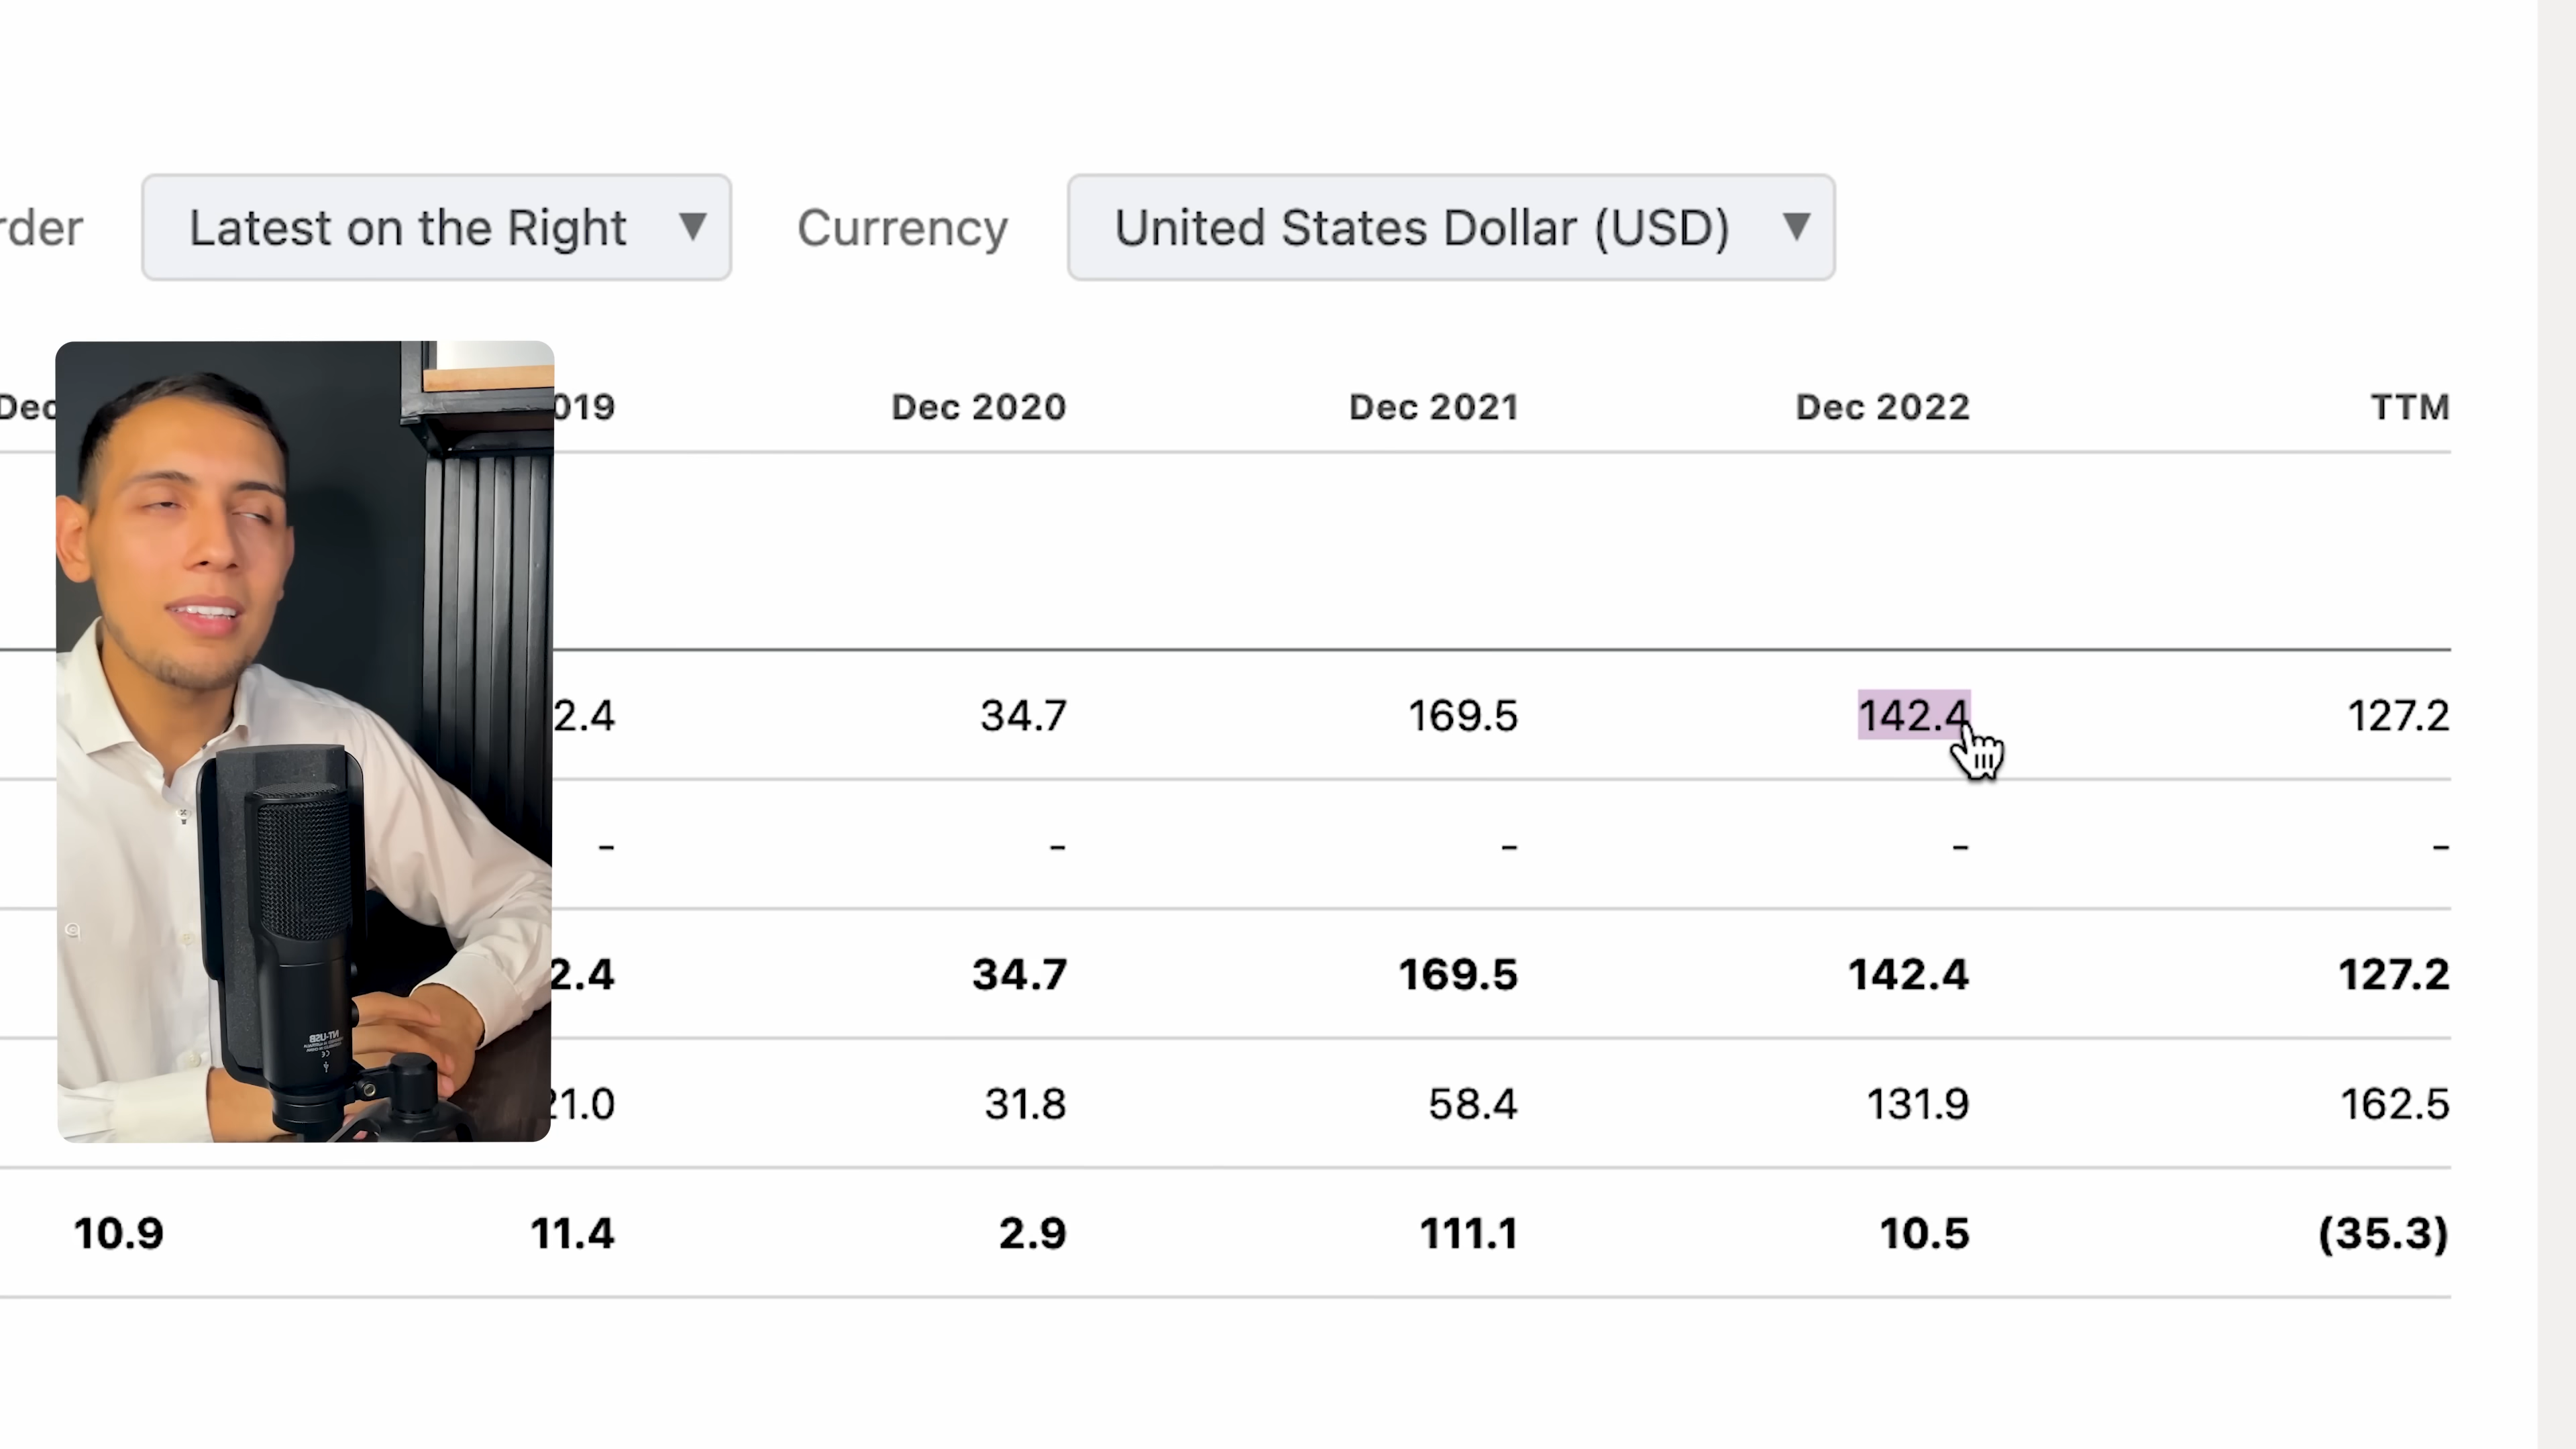 rder Latest on the Right ▼ Currency United States Dollar (USD) ▼
Dec 019 Dec 2020 Dec 2021 Dec 2022 TTM
2.4 34.7 169.5 142.4 127.2
– – – – –
2.4 34.7 169.5 142.4 127.2
21.0 31.8 58.4 131.9 162.5
10.9 11.4 2.9 111.1 10.5 (35.3)
NT-USB